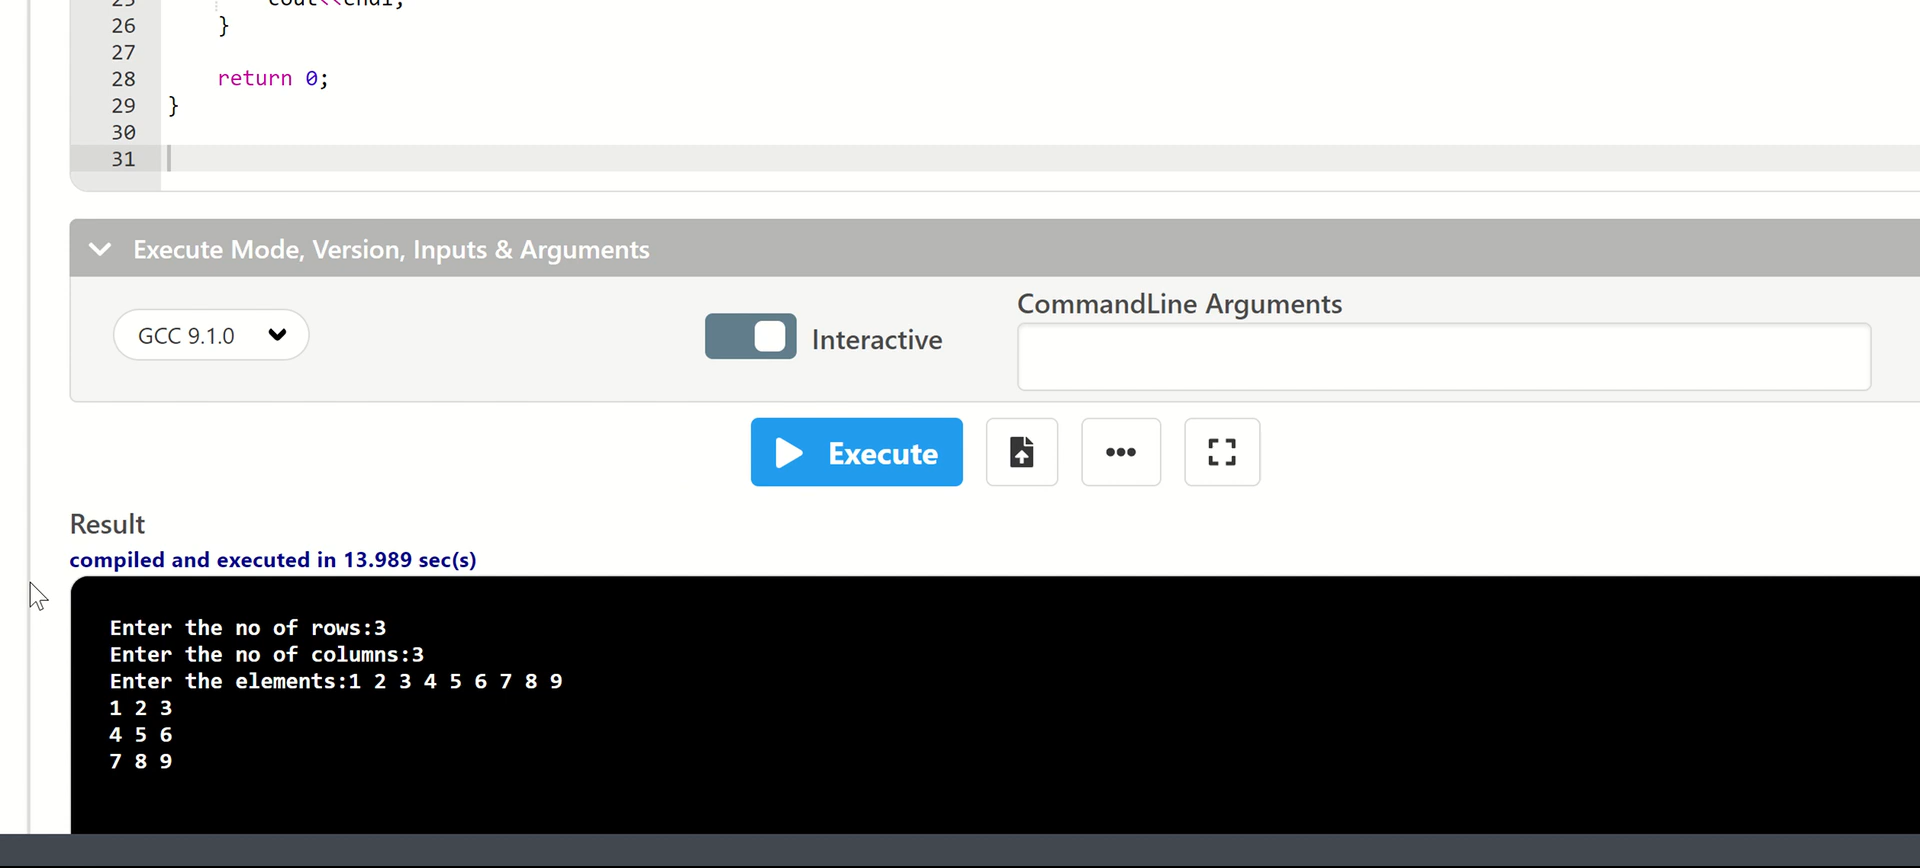 25 cout<<endl;
26 }
27
28 return 0;
29 }
30
31
Execute Mode, Version, Inputs & Arguments
CommandLine Arguments
GCC 9.1.0 Interactive
Execute
Result
compiled and executed in 13.989 sec(s)
Enter the no of rows:3
Enter the no of columns:3
Enter the elements:1 2 3 4 5 6 7 8 9
1 2 3
4 5 6
7 8 9